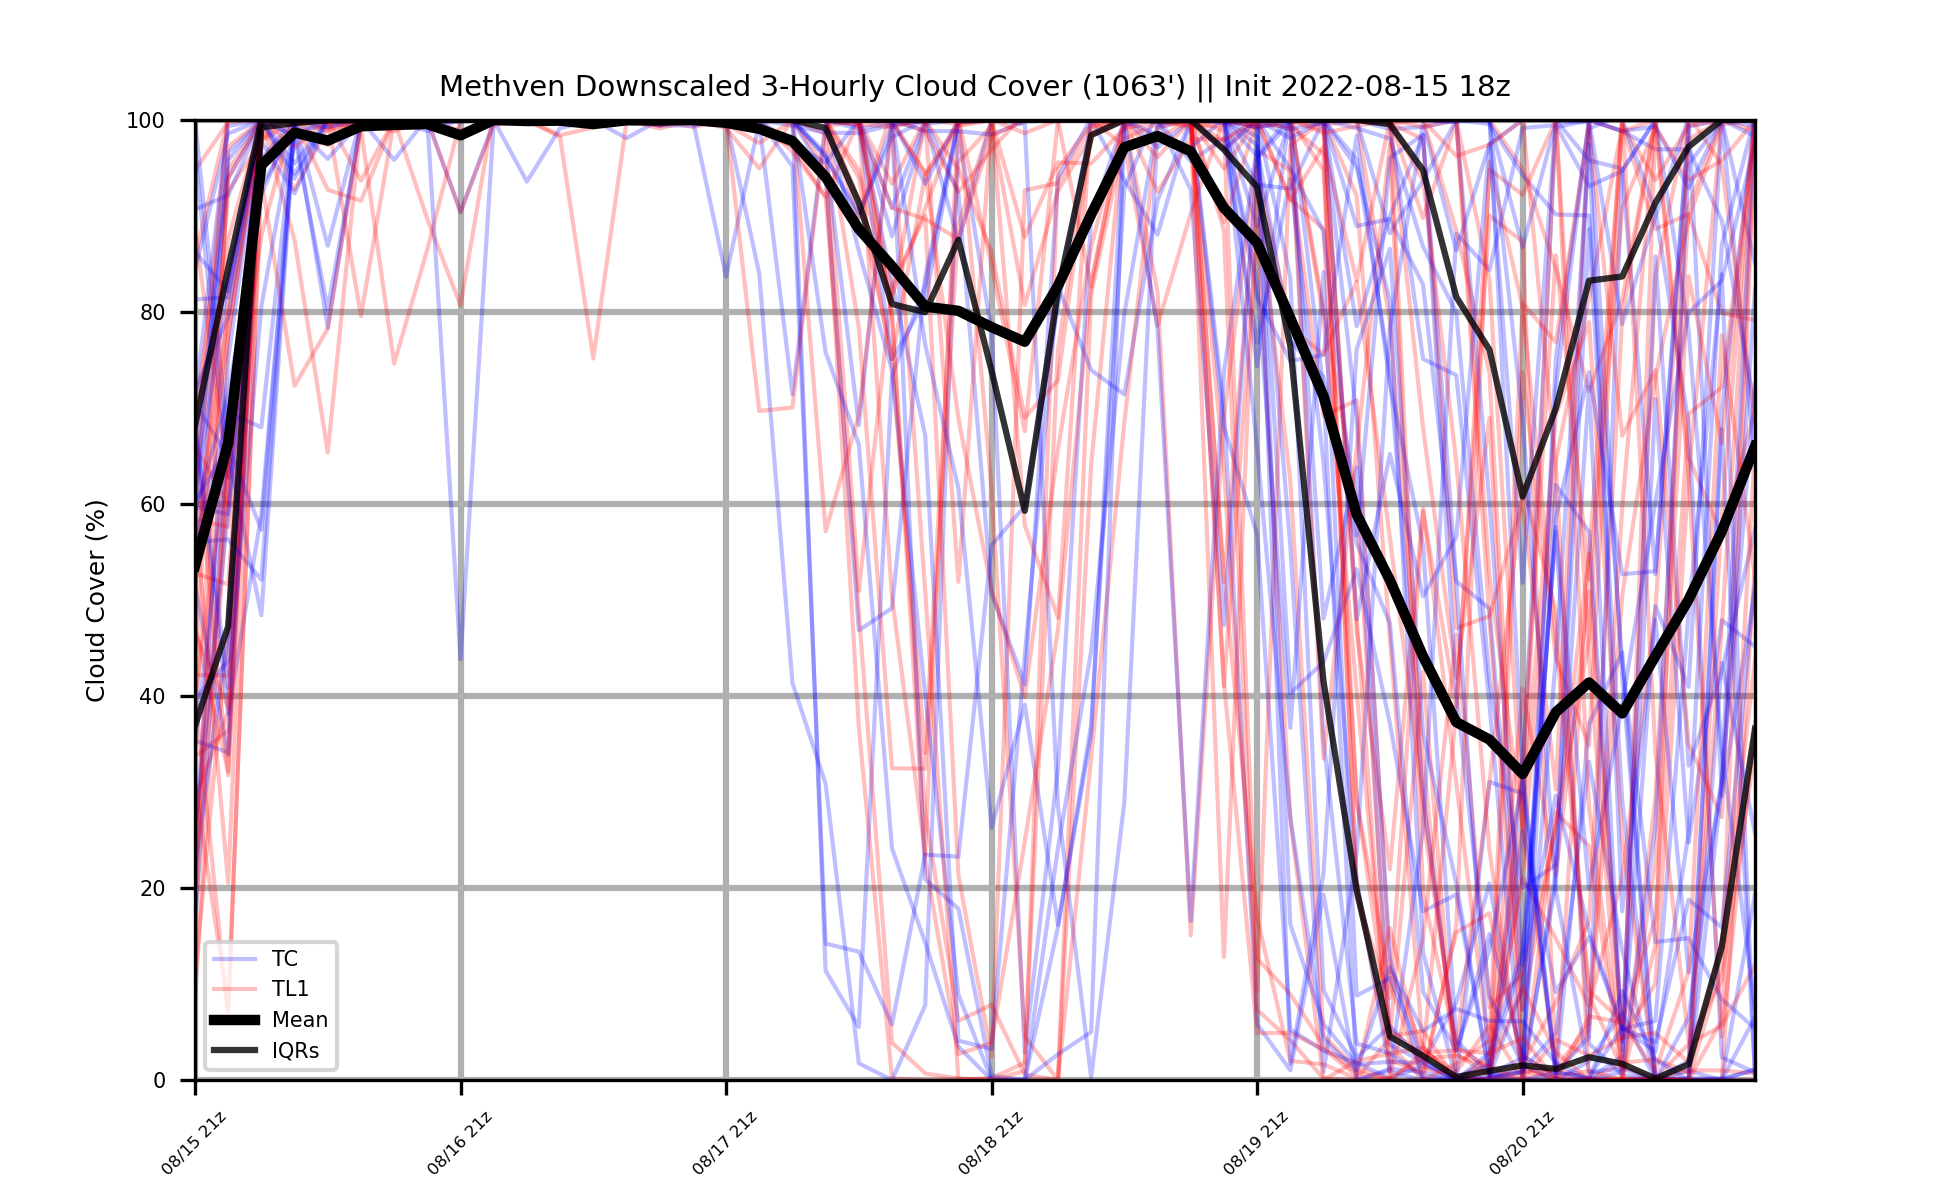 Methven Downscaled 3-Hourly Cloud Cover (1063') || Init 2022-08-15 18z
100
80
60
40
20
0
Cloud Cover (%)
TC
TL1
Mean
IQRs
08/15 21z
08/16 21z
08/17 21z
08/18 21z
08/19 21z
08/20 21z